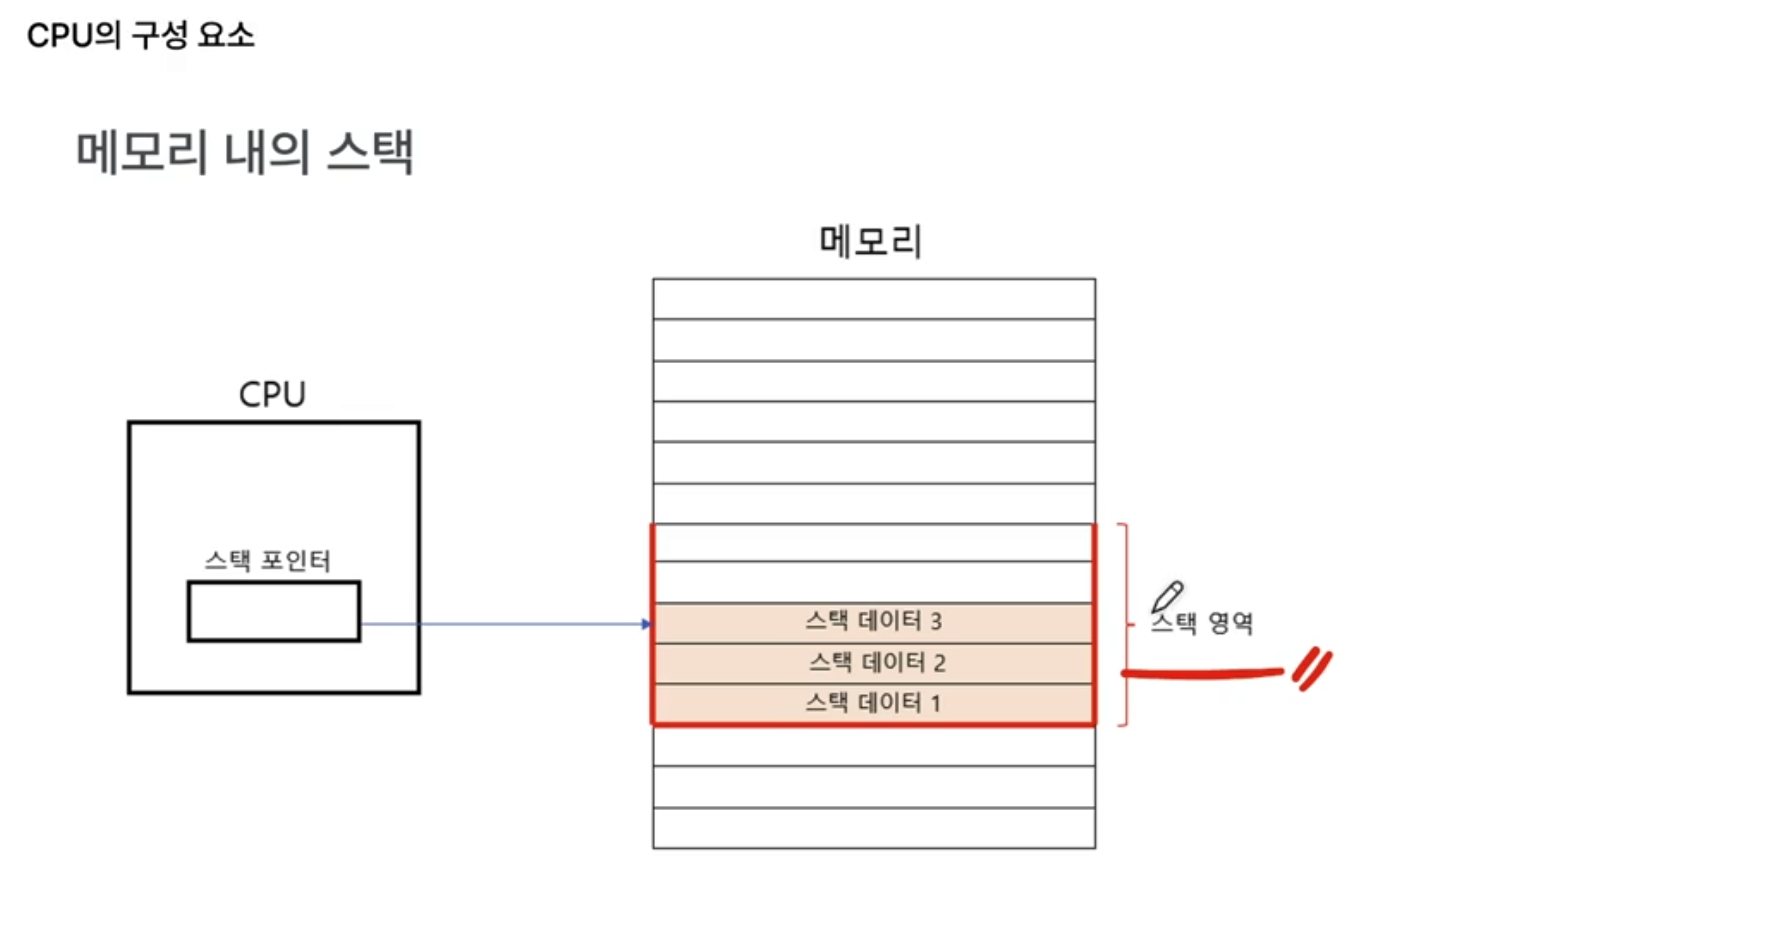 CPU의 구성 요소
메모리 내의 스택
메모리
CPU
스택 포인터
스택 데이터 3
스택 데이터 2
스택 데이터 1
스택 영역